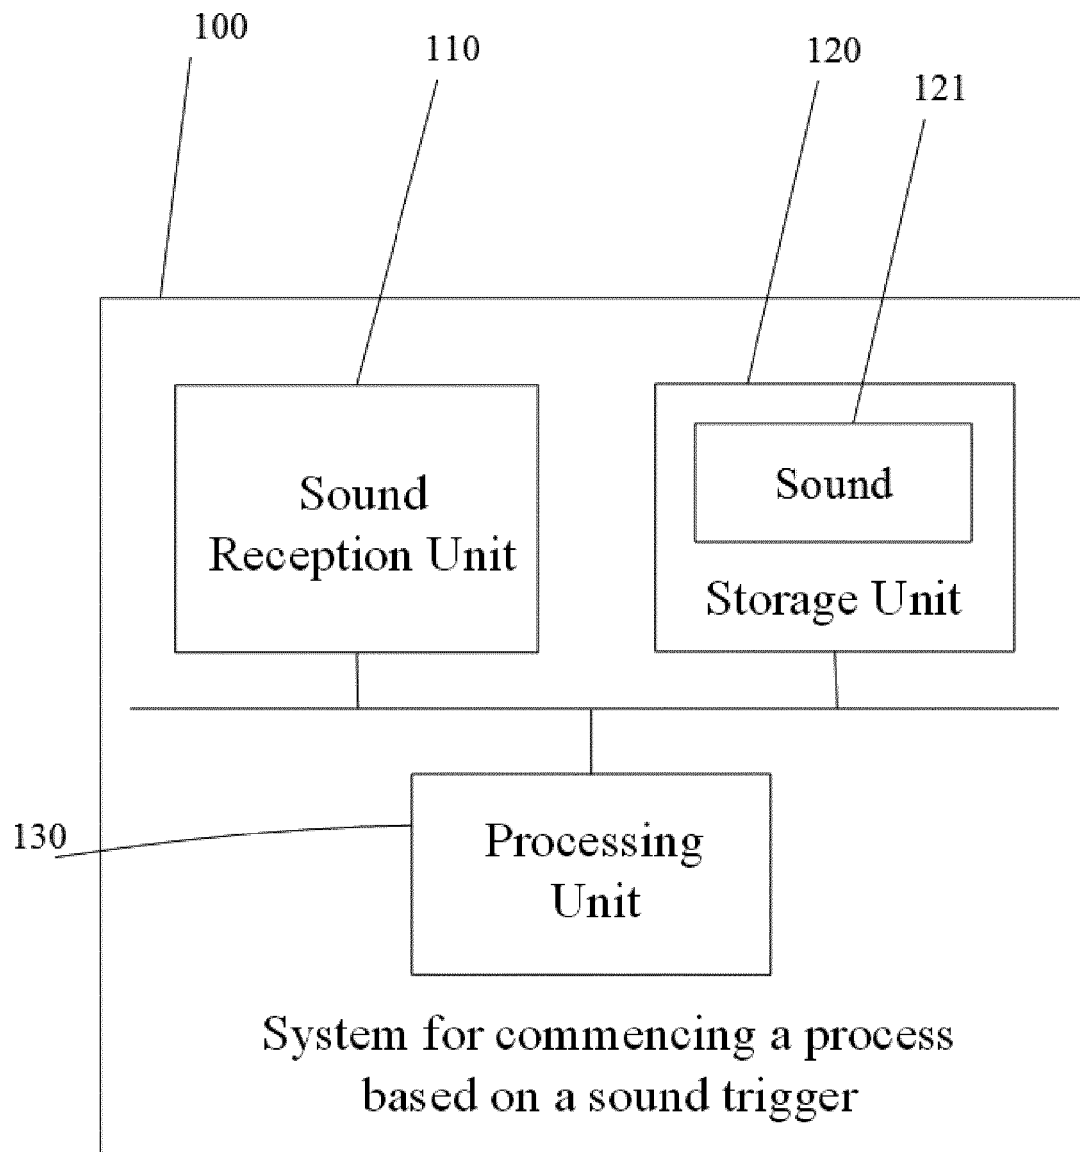 100
110
120
121
Sound
Reception Unit
Sound
Storage Unit
130
Processing
Unit
System for commencing a process
based on a sound trigger